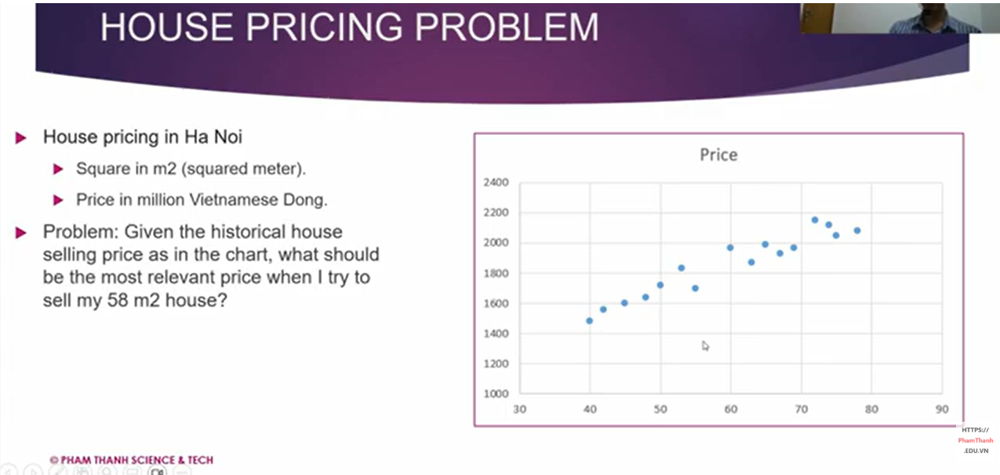 HOUSE PRICING PROBLEM
House pricing in Ha Noi
Square in m2 (squared meter).
Price in million Vietnamese Dong.
Problem: Given the historical house
selling price as in the chart, what should
be the most relevant price when I try to
sell my 58 m2 house?
Price
2400
2200
2000
1800
1600
1400
1200
1000
30 40 50 60 70 80 90
HTTPS://
PhamThanh
.EDU.VN
© PHAM THANH SCIENCE & TECH